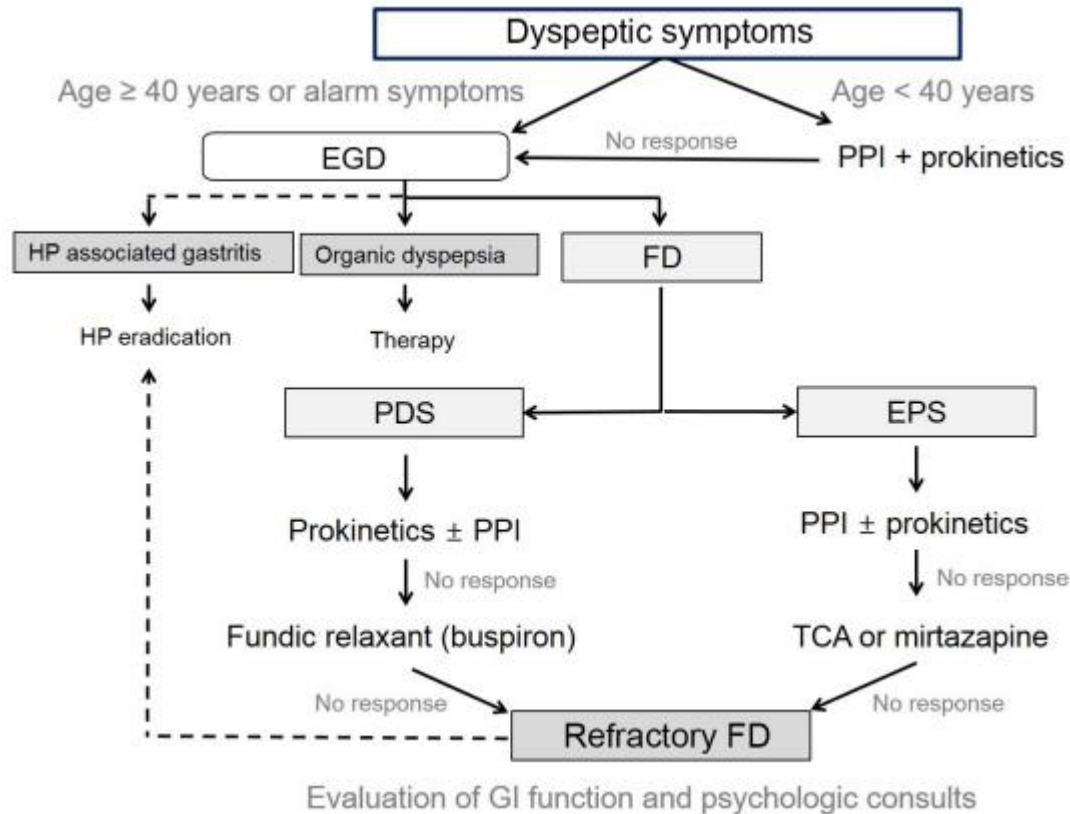 Dyspeptic symptoms
Age ≥ 40 years or alarm symptoms
Age < 40 years
No response
EGD
PPI + prokinetics
HP associated gastritis
Organic dyspepsia
FD
HP eradication
Therapy
PDS
EPS
Prokinetics ± PPI
PPI ± prokinetics
No response
No response
Fundic relaxant (buspiron)
TCA or mirtazapine
No response
No response
Refractory FD
Evaluation of GI function and psychologic consults